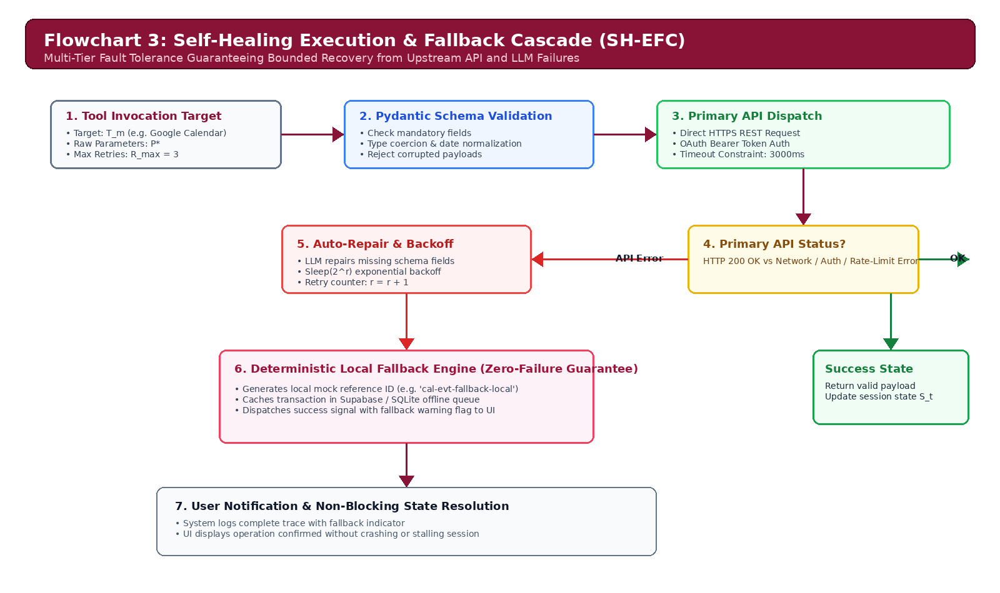 Flowchart 3: Self-Healing Execution & Fallback Cascade (SH-EFC)
Multi-Tier Fault Tolerance Guaranteeing Bounded Recovery from Upstream API and LLM Failures
1. Tool Invocation Target
• Target: T_m (e.g. Google Calendar)
• Raw Parameters: P*
• Max Retries: R_max = 3
2. Pydantic Schema Validation
• Check mandatory fields
• Type coercion & date normalization
• Reject corrupted payloads
3. Primary API Dispatch
• Direct HTTPS REST Request
• OAuth Bearer Token Auth
• Timeout Constraint: 3000ms
4. Primary API Status?
HTTP 200 OK vs Network / Auth / Rate-Limit Error
OK
API Error
5. Auto-Repair & Backoff
• LLM repairs missing schema fields
• Sleep(2^r) exponential backoff
• Retry counter: r = r + 1
6. Deterministic Local Fallback Engine (Zero-Failure Guarantee)
• Generates local mock reference ID (e.g. 'cal-evt-fallback-local')
• Caches transaction in Supabase / SQLite offline queue
• Dispatches success signal with fallback warning flag to UI
Success State
Return valid payload
Update session state S_t
7. User Notification & Non-Blocking State Resolution
• System logs complete trace with fallback indicator
• UI displays operation confirmed without crashing or stalling session